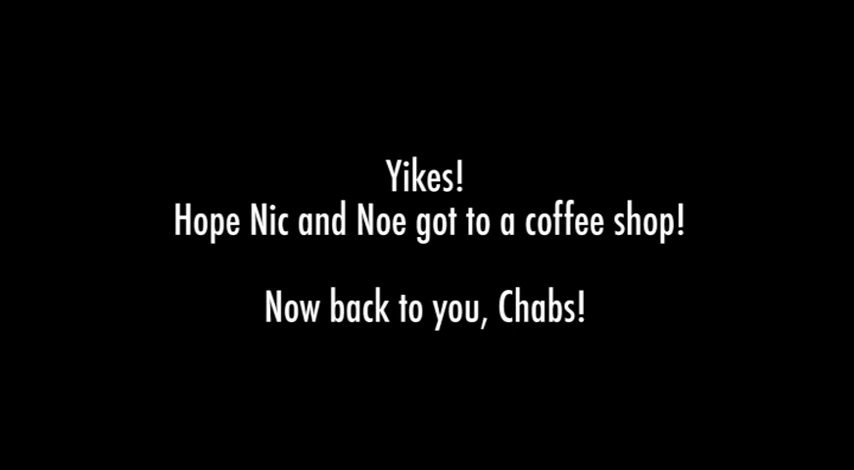 Yikes!
Hope Nic and Noe got to a coffee shop!
Now back to you, Chabs!